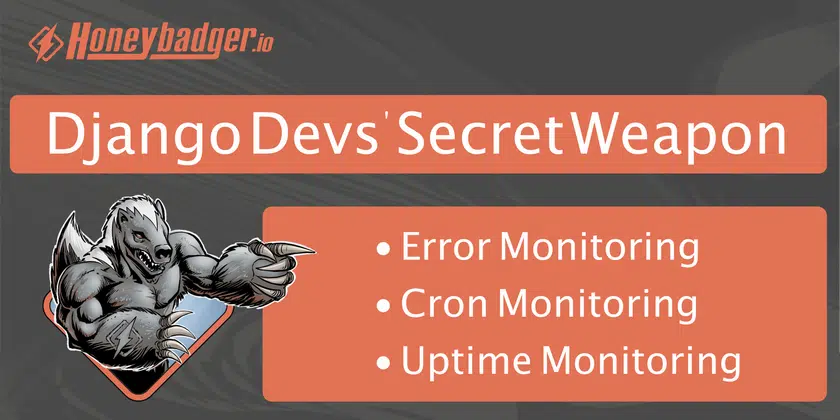 Honeybadger.io
Django Devs' Secret Weapon
• Error Monitoring
• Cron Monitoring
• Uptime Monitoring